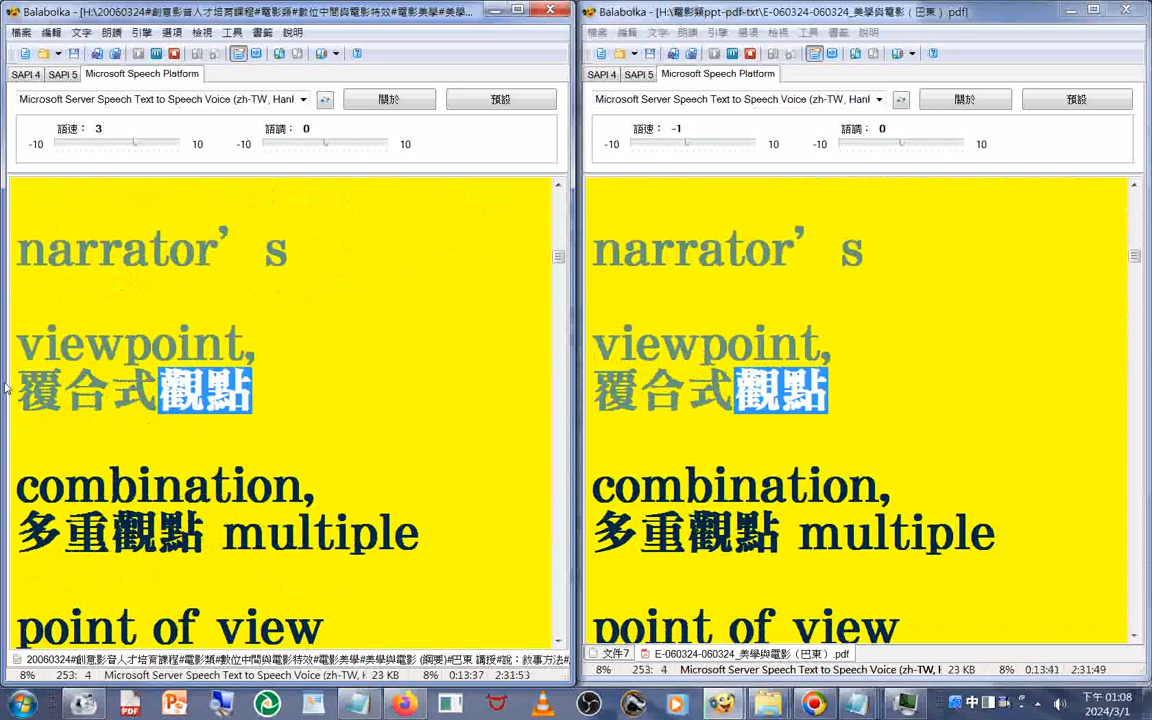 Balabolka - [H:\20060324#創意影音人才培育課程#電影類#數位中間與電影特效#電影美學#美學...
檔案 編輯 文字 朗讀 引擎 選項 檢視 工具 書籤 說明
SAPI 4 SAPI 5 Microsoft Speech Platform
Microsoft Server Speech Text to Speech Voice (zh-TW, Hanl
關於 預設
語速： 3 語調： 0
-10 10 -10 10
narrator’s
viewpoint,
覆合式觀點
combination,
多重觀點 multiple
point of view
20060324#創意影音人才培育課程#電影類#數位中間與電影特效#電影美學#美學與電影 (綱要)#巴東 講授#說：敘事方法#
8% 253: 4 Microsoft Server Speech Text to Speech Voice (zh-TW, H 23 KB 8% 0:13:37 2:31:53
Balabolka - [H:\電影類ppt-pdf-txt\E-060324-060324_美學與電影（巴東）.pdf]
檔案 編輯 文字 朗讀 引擎 選項 檢視 工具 書籤 說明
SAPI 4 SAPI 5 Microsoft Speech Platform
Microsoft Server Speech Text to Speech Voice (zh-TW, Hanl
關於 預設
語速： -1 語調： 0
-10 10 -10 10
narrator’s
viewpoint,
覆合式觀點
combination,
多重觀點 multiple
point of view
文件7 E-060324-060324_美學與電影（巴東）.pdf
8% 253: 4 Microsoft Server Speech Text to Speech Voice (zh-TW, H 23 KB 8% 0:13:41 2:31:49
中
下午 01:08
2024/3/1